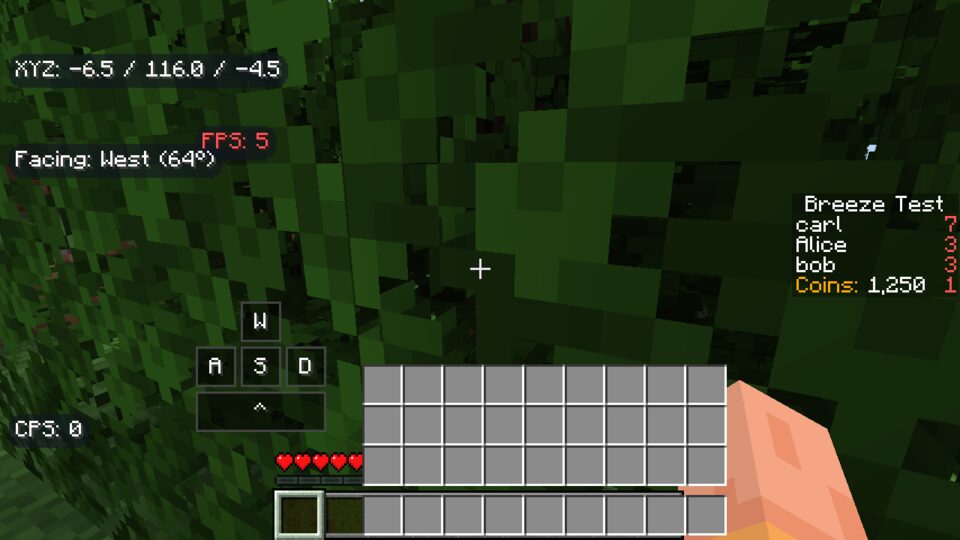 XYZ: -6.5 / 116.0 / -4.5
FPS: 5
Facing: West (64º)
Breeze Test
carl 7
Alice 3
bob 3
Coins: 1,250 1
W
A S D
^
CPS: 0